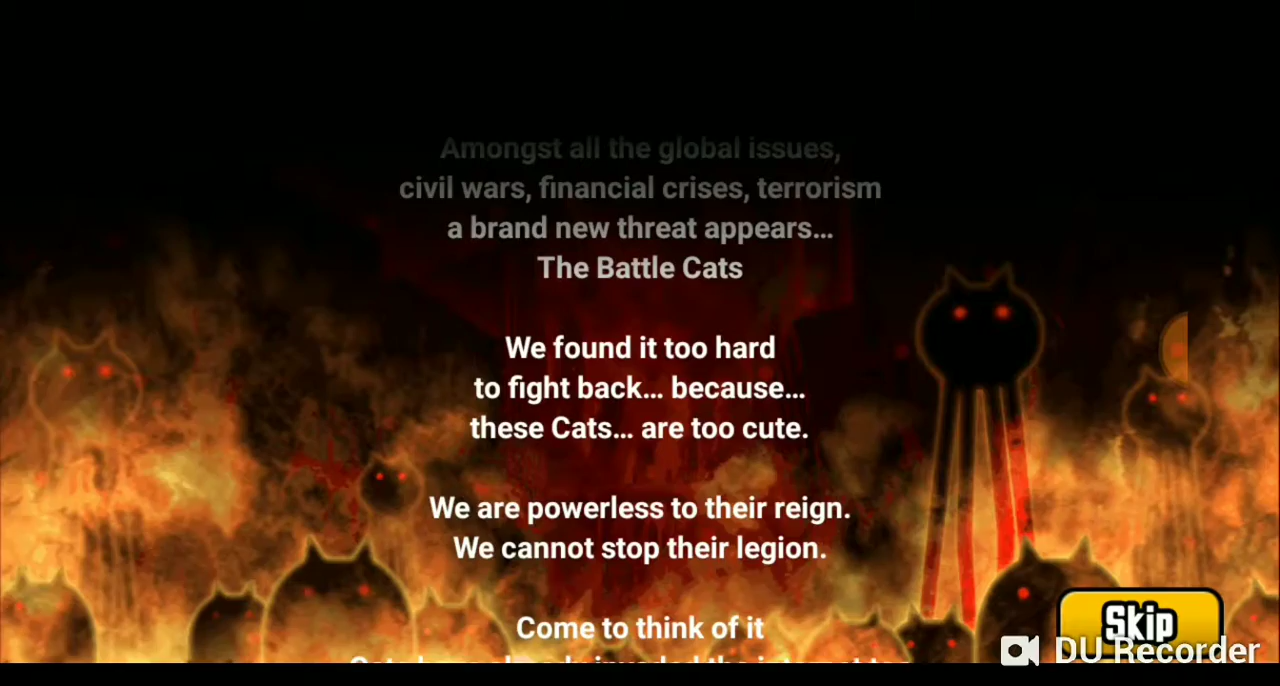 Amongst all the global issues,
civil wars, financial crises, terrorism
a brand new threat appears...
The Battle Cats
We found it too hard
to fight back... because...
these Cats... are too cute.
We are powerless to their reign.
We cannot stop their legion.
Come to think of it
Skip
DU Recorder